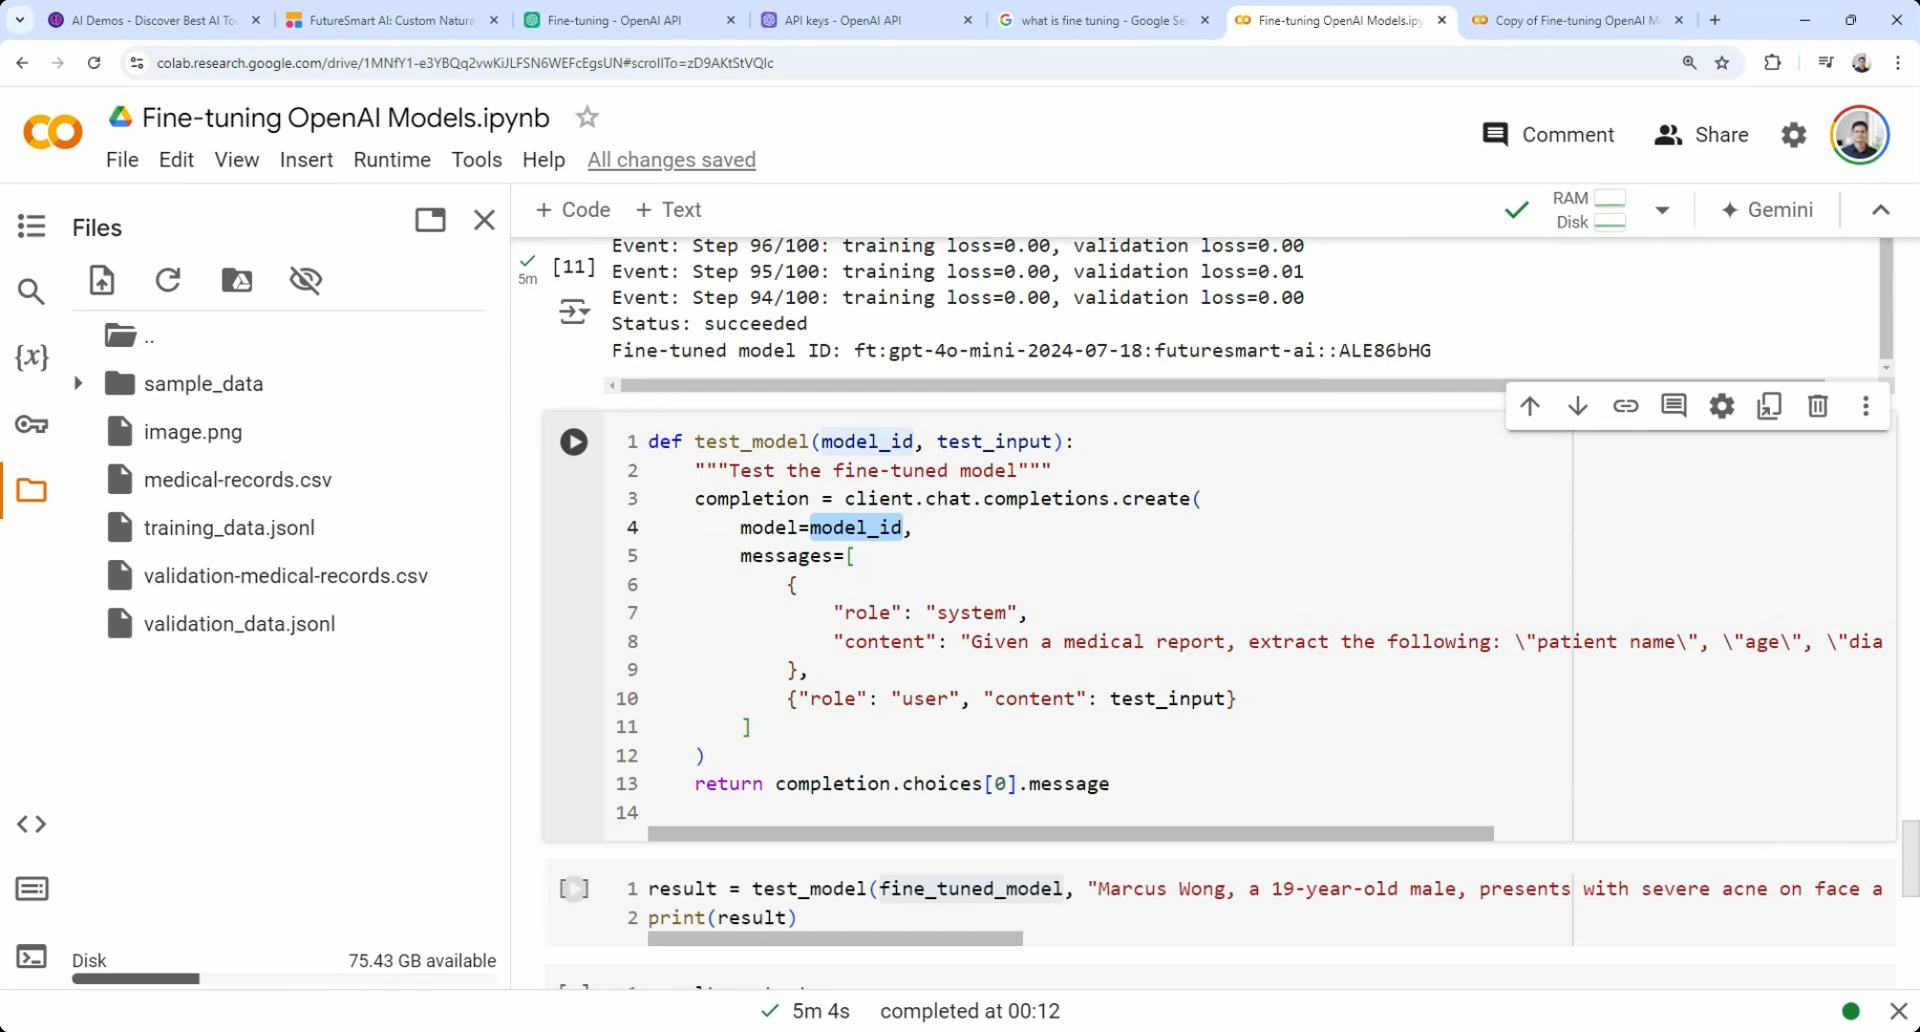 AI Demos - Discover Best AI To
FutureSmart AI: Custom Natura
Fine-tuning - OpenAI API
API keys - OpenAI API
what is fine tuning - Google Se
Fine-tuning OpenAI Models.ipy
Copy of Fine-tuning OpenAI M
colab.research.google.com/drive/1MNfY1-e3YBQq2vwKiJLFSN6WEFcEgsUN#scrollTo=zD9AKtStVQIc
Fine-tuning OpenAI Models.ipynb
Comment
Share
File Edit View Insert Runtime Tools Help All changes saved
Files
+ Code + Text
RAM
Disk
Gemini
Event: Step 96/100: training loss=0.00, validation loss=0.00
5m
[11]
Event: Step 95/100: training loss=0.00, validation loss=0.01
Event: Step 94/100: training loss=0.00, validation loss=0.00
Status: succeeded
Fine-tuned model ID: ft:gpt-4o-mini-2024-07-18:futuresmart-ai::ALE86bHG
..
sample_data
image.png
medical-records.csv
training_data.jsonl
validation-medical-records.csv
validation_data.jsonl
{x}
1 def test_model(model_id, test_input):
2 """Test the fine-tuned model"""
3 completion = client.chat.completions.create(
4 model=model_id,
5 messages=[
6 {
7 "role": "system",
8 "content": "Given a medical report, extract the following: \"patient name\", \"age\", \"dia
9 },
10 {"role": "user", "content": test_input}
11 ]
12 )
13 return completion.choices[0].message
14
[ ] 1 result = test_model(fine_tuned_model, "Marcus Wong, a 19-year-old male, presents with severe acne on face a
2 print(result)
Disk 75.43 GB available
5m 4s completed at 00:12